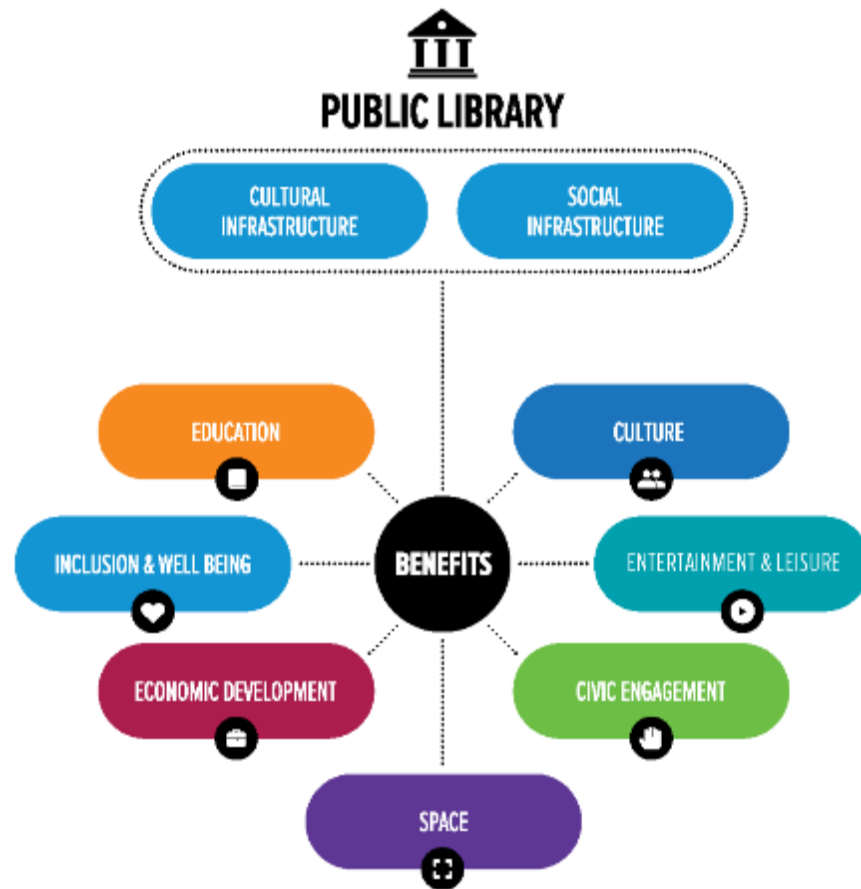 PUBLIC LIBRARY
CULTURAL
INFRASTRUCTURE
SOCIAL
INFRASTRUCTURE
EDUCATION
CULTURE
INCLUSION & WELL BEING
BENEFITS
ENTERTAINMENT & LEISURE
ECONOMIC DEVELOPMENT
CIVIC ENGAGEMENT
SPACE